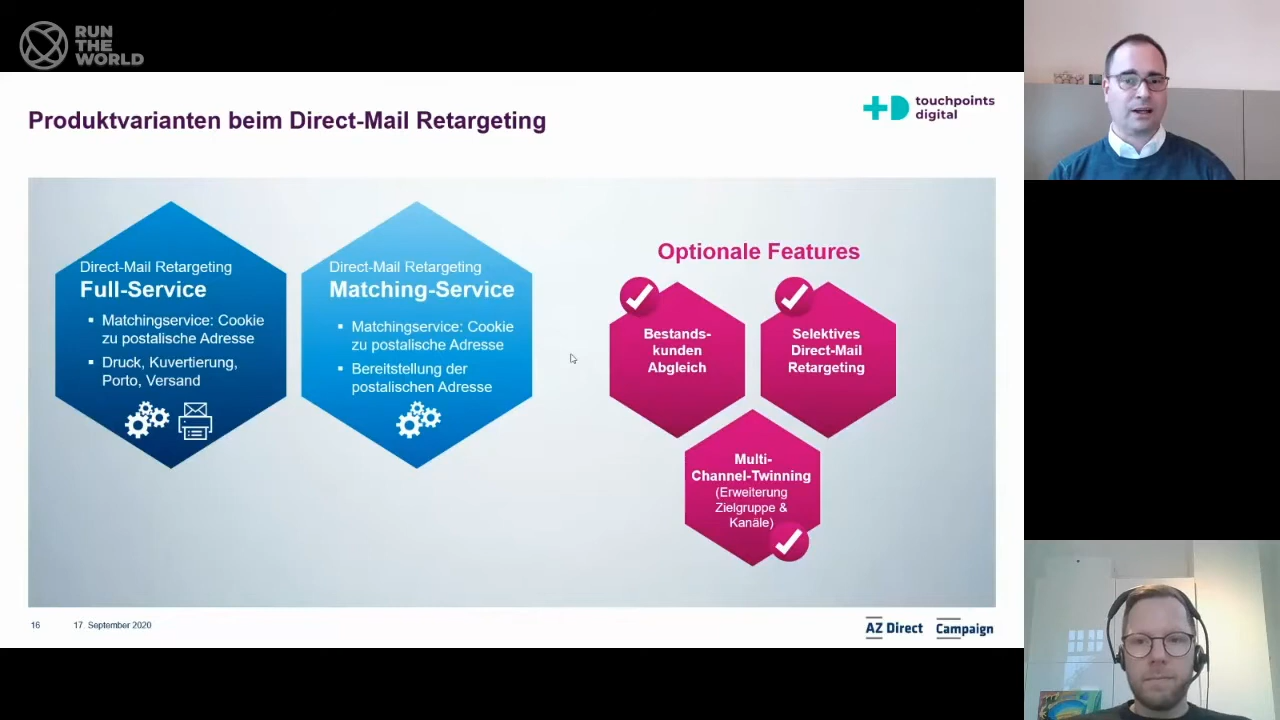 RUN
THE
WORLD
Produktvarianten beim Direct-Mail Retargeting
touchpoints
digital
Direct-Mail Retargeting
Full-Service
▪ Matchingservice: Cookie
zu postalische Adresse
▪ Druck, Kuvertierung,
Porto, Versand
Direct-Mail Retargeting
Matching-Service
▪ Matchingservice: Cookie
zu postalische Adresse
▪ Bereitstellung der
postalischen Adresse
Optionale Features
Bestands-
kunden
Abgleich
Selektives
Direct-Mail
Retargeting
Multi-
Channel-Twinning
(Erweiterung
Zielgruppe &
Kanäle)
16
17. September 2020
AZ Direct
Campaign